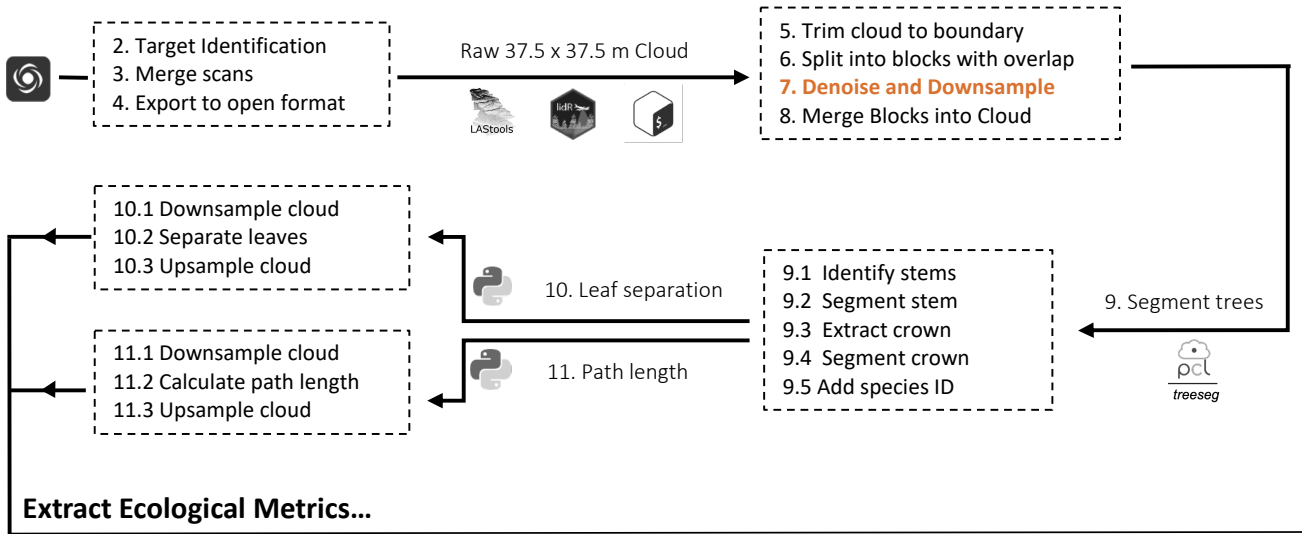 2. Target Identification
3. Merge scans
4. Export to open format
Raw 37.5 x 37.5 m Cloud
LAStools
lidR
$_
5. Trim cloud to boundary
6. Split into blocks with overlap
7. Denoise and Downsample
8. Merge Blocks into Cloud
10.1 Downsample cloud
10.2 Separate leaves
10.3 Upsample cloud
10. Leaf separation
9.1 Identify stems
9.2 Segment stem
9.3 Extract crown
9.4 Segment crown
9.5 Add species ID
9. Segment trees
pcl
treeseg
11.1 Downsample cloud
11.2 Calculate path length
11.3 Upsample cloud
11. Path length
Extract Ecological Metrics…